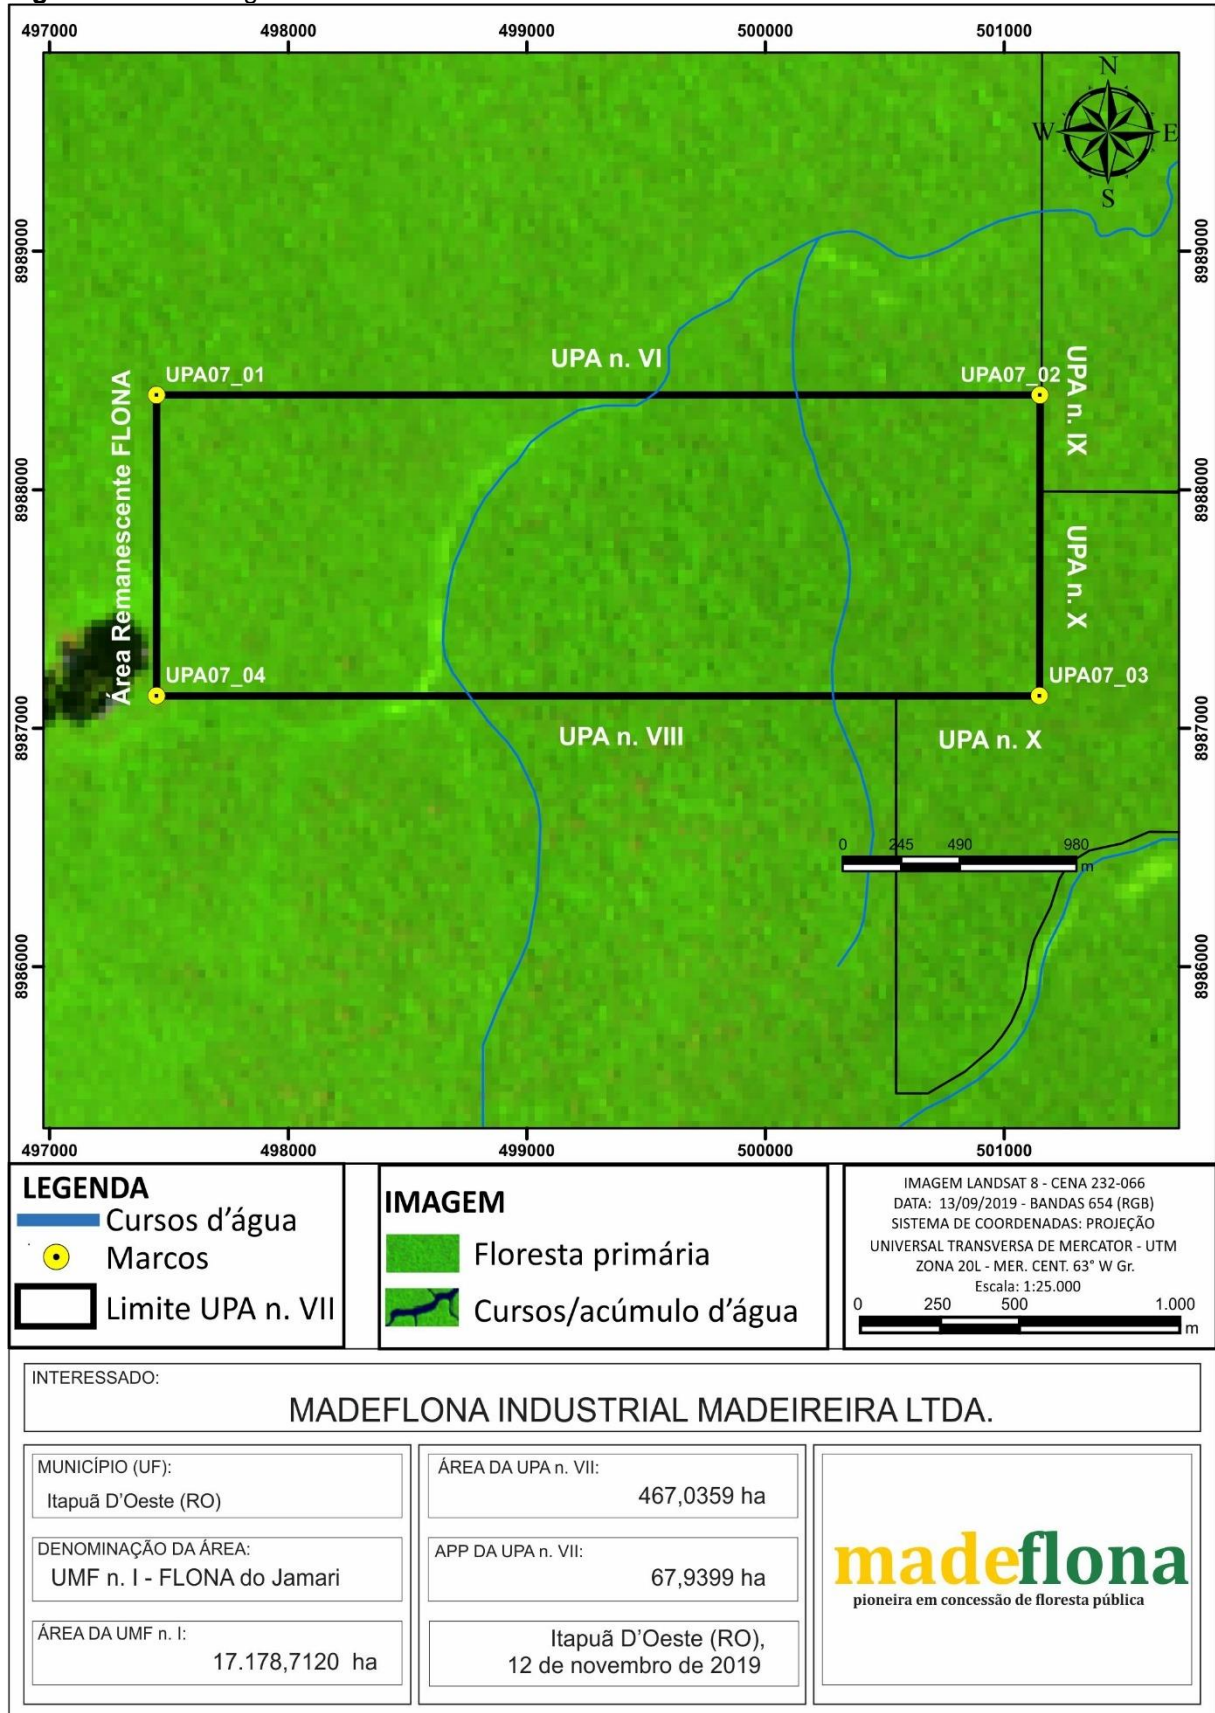 497000 498000 499000 500000 501000
N
W E
S
8989000 8989000
UPA n. VI
UPA07_01 UPA07_02
UPA n. IX
Área Remanescente FLONA
8988000 8988000
UPA n. X
UPA07_04 UPA07_03
8987000 8987000
UPA n. VIII UPA n. X
0 245 490 980
m
8986000 8986000
497000 498000 499000 500000 501000
LEGENDA
Cursos d’água
Marcos
Limite UPA n. VII
IMAGEM
Floresta primária
Cursos/acúmulo d’água
IMAGEM LANDSAT 8 - CENA 232-066
DATA: 13/09/2019 - BANDAS 654 (RGB)
SISTEMA DE COORDENADAS: PROJEÇÃO
UNIVERSAL TRANSVERSA DE MERCATOR - UTM
ZONA 20L - MER. CENT. 63° W Gr.
Escala: 1:25.000
0 250 500 1.000
m
INTERESSADO:
MADEFLONA INDUSTRIAL MADEIREIRA LTDA.
MUNICÍPIO (UF):
Itapuã D’Oeste (RO)
DENOMINAÇÃO DA ÁREA:
UMF n. I - FLONA do Jamari
ÁREA DA UMF n. I:
17.178,7120 ha
ÁREA DA UPA n. VII:
467,0359 ha
APP DA UPA n. VII:
67,9399 ha
Itapuã D’Oeste (RO),
12 de novembro de 2019
madeflona
pioneira em concessão de floresta pública